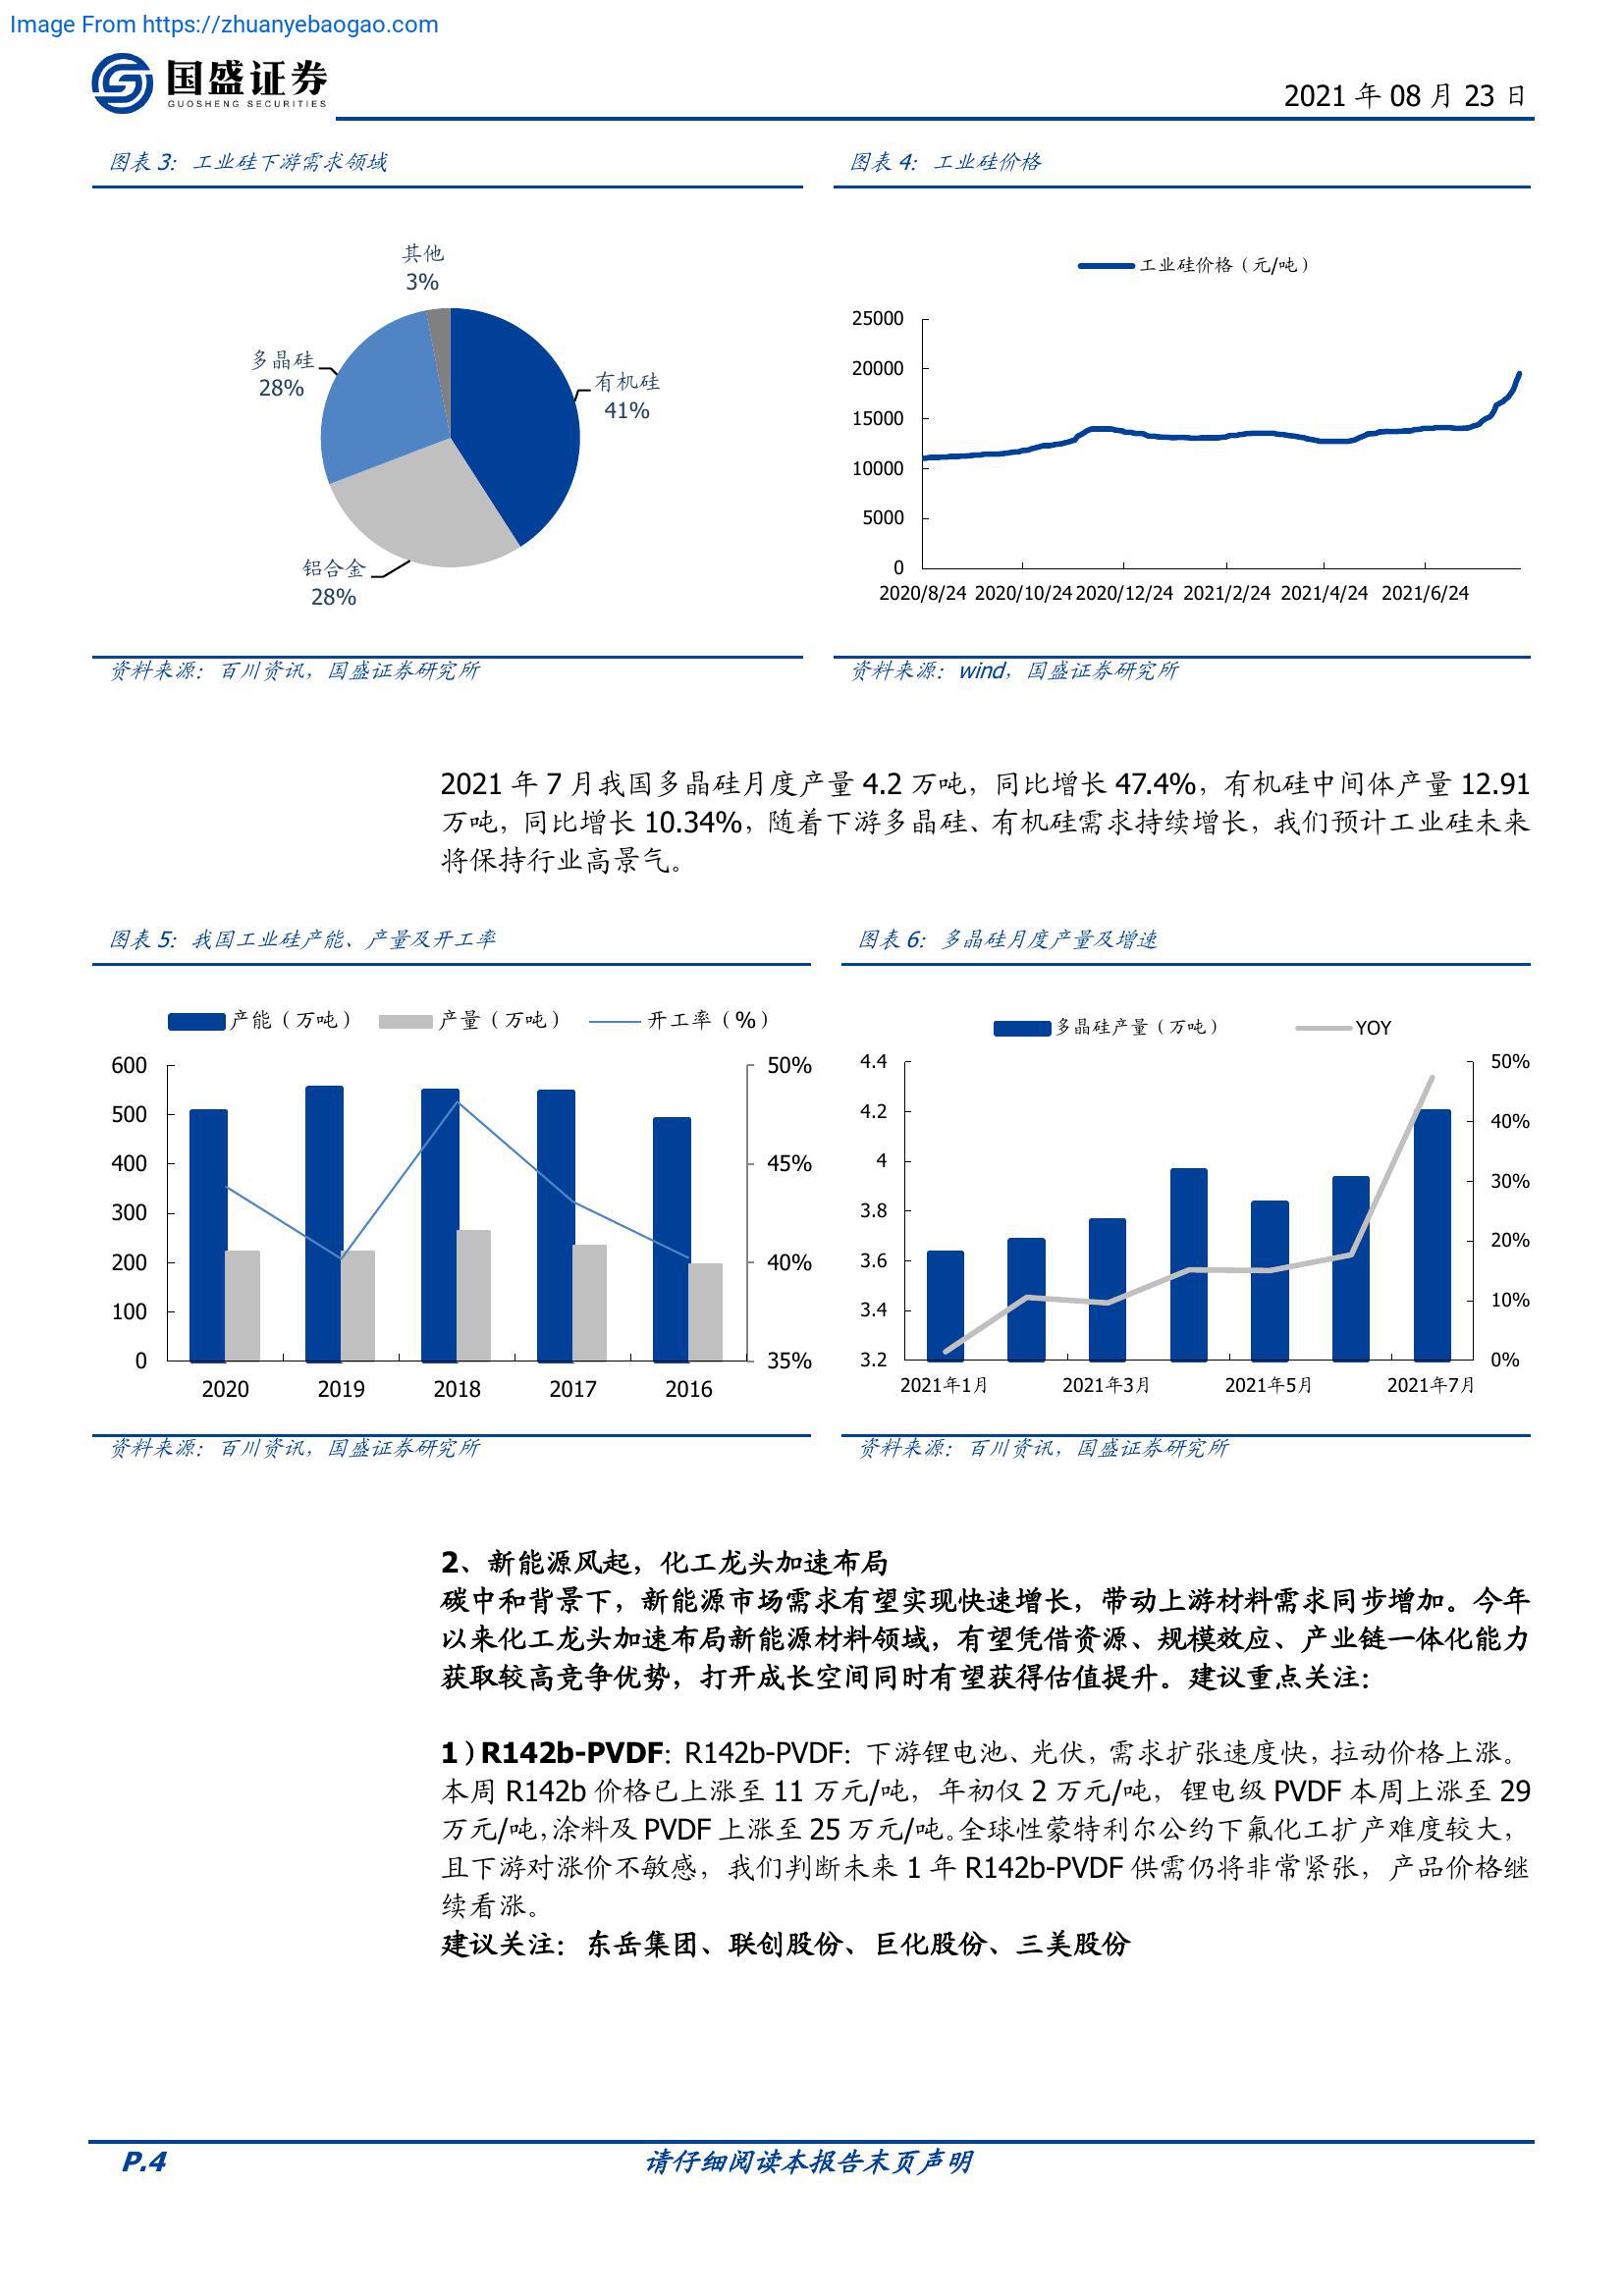 Image From https://zhuanyebaogao.com
国盛证券
GUOSHENG SECURITIES
2021 年 08 月 23 日
图表 3：工业硅下游需求领域
其他
3%
多晶硅
28%
有机硅
41%
铝合金
28%
资料来源：百川资讯，国盛证券研究所
图表 4：工业硅价格
工业硅价格（元/吨）
25000
20000
15000
10000
5000
0
2020/8/24 2020/10/24 2020/12/24 2021/2/24 2021/4/24 2021/6/24
资料来源：wind，国盛证券研究所
2021 年 7 月我国多晶硅月度产量 4.2 万吨，同比增长 47.4%，有机硅中间体产量 12.91
万吨，同比增长 10.34%，随着下游多晶硅、有机硅需求持续增长，我们预计工业硅未来
将保持行业高景气。
图表 5：我国工业硅产能、产量及开工率
产能（万吨） 产量（万吨） 开工率（%）
600
500
400
300
200
100
0
50%
45%
40%
35%
2020 2019 2018 2017 2016
资料来源：百川资讯，国盛证券研究所
图表 6：多晶硅月度产量及增速
多晶硅产量（万吨） YOY
4.4
4.2
4
3.8
3.6
3.4
3.2
50%
40%
30%
20%
10%
0%
2021年1月 2021年3月 2021年5月 2021年7月
资料来源：百川资讯，国盛证券研究所
2、新能源风起，化工龙头加速布局
碳中和背景下，新能源市场需求有望实现快速增长，带动上游材料需求同步增加。今年
以来化工龙头加速布局新能源材料领域，有望凭借资源、规模效应、产业链一体化能力
获取较高竞争优势，打开成长空间同时有望获得估值提升。建议重点关注：
1）R142b-PVDF：R142b-PVDF：下游锂电池、光伏，需求扩张速度快，拉动价格上涨。
本周 R142b 价格已上涨至 11 万元/吨，年初仅 2 万元/吨，锂电级 PVDF 本周上涨至 29
万元/吨，涂料及 PVDF 上涨至 25 万元/吨。全球性蒙特利尔公约下氟化工扩产难度较大，
且下游对涨价不敏感，我们判断未来 1 年 R142b-PVDF 供需仍将非常紧张，产品价格继
续看涨。
建议关注：东岳集团、联创股份、巨化股份、三美股份
P.4
请仔细阅读本报告末页声明